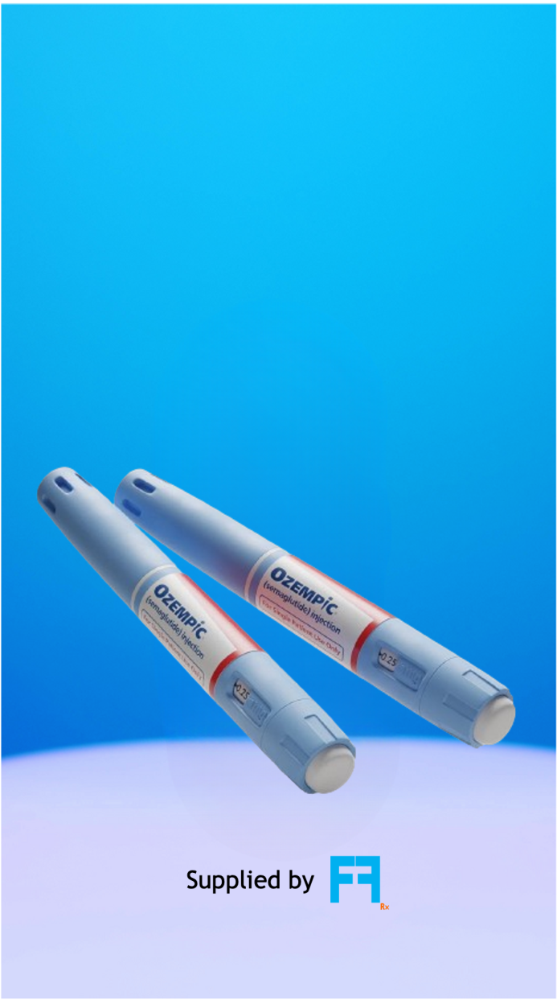 OZEMPIC
(semaglutide) injection
For Single Patient Use Only
0.25
OZEMPIC
(semaglutide) injection
For Single Patient Use Only
0.25
Supplied by FF
Rx